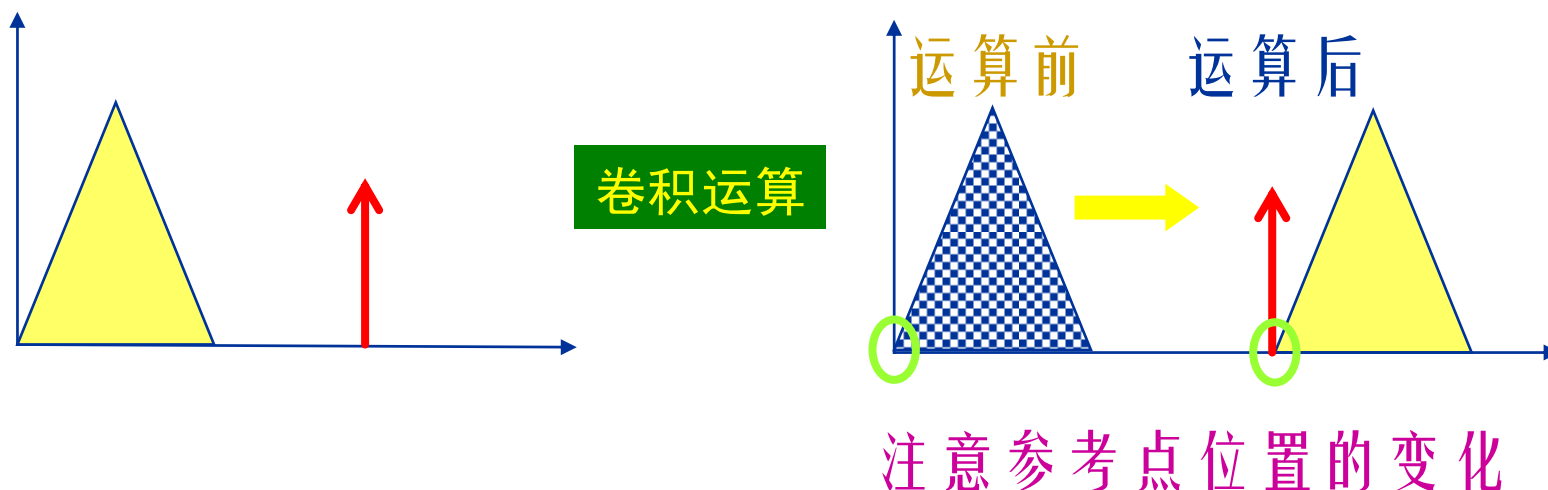 运算前 运算后
卷积运算
注意参考点位置的变化